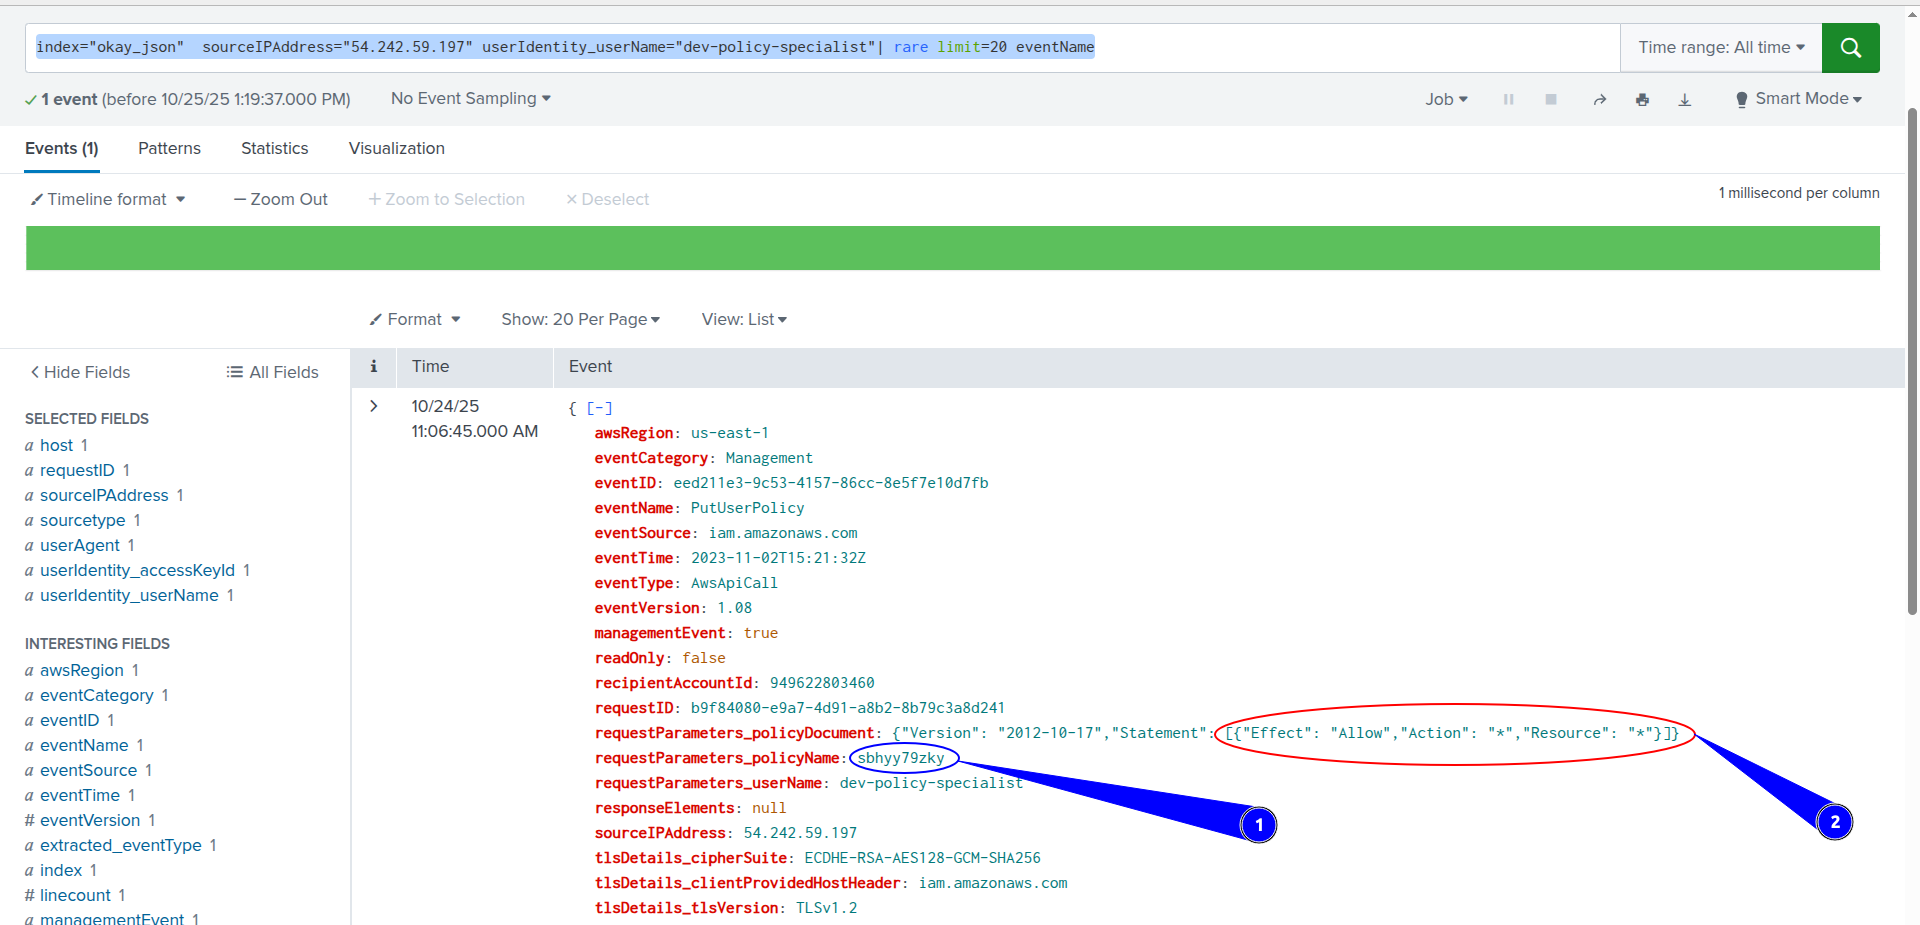 index="okay_json"  sourceIPAddress="54.242.59.197" userIdentity_userName="dev-policy-specialist"| rare limit=20 eventName
Time range: All time
1 event (before 10/25/25 1:19:37.000 PM)
No Event Sampling
Job
Smart Mode
Events (1)
Patterns
Statistics
Visualization
Timeline format
— Zoom Out
+ Zoom to Selection
× Deselect
1 millisecond per column
Format
Show: 20 Per Page
View: List
< Hide Fields
All Fields
i
Time
Event
SELECTED FIELDS
a host 1
a requestID 1
a sourceIPAddress 1
a sourcetype 1
a userAgent 1
a userIdentity_accessKeyId 1
a userIdentity_userName 1
INTERESTING FIELDS
a awsRegion 1
a eventCategory 1
a eventID 1
a eventName 1
a eventSource 1
a eventTime 1
# eventVersion 1
a extracted_eventType 1
a index 1
# linecount 1
a managementEvent 1
>
10/24/25
11:06:45.000 AM
{ [-]
awsRegion: us-east-1
eventCategory: Management
eventID: eed211e3-9c53-4157-86cc-8e5f7e10d7fb
eventName: PutUserPolicy
eventSource: iam.amazonaws.com
eventTime: 2023-11-02T15:21:32Z
eventType: AwsApiCall
eventVersion: 1.08
managementEvent: true
readOnly: false
recipientAccountId: 949622803460
requestID: b9f84080-e9a7-4d91-a8b2-8b79c3a8d241
requestParameters_policyDocument: {"Version": "2012-10-17","Statement": [{"Effect": "Allow","Action": "*","Resource": "*"}]}
requestParameters_policyName: sbhyy79zky
requestParameters_userName: dev-policy-specialist
responseElements: null
sourceIPAddress: 54.242.59.197
tlsDetails_cipherSuite: ECDHE-RSA-AES128-GCM-SHA256
tlsDetails_clientProvidedHostHeader: iam.amazonaws.com
tlsDetails_tlsVersion: TLSv1.2
1
2